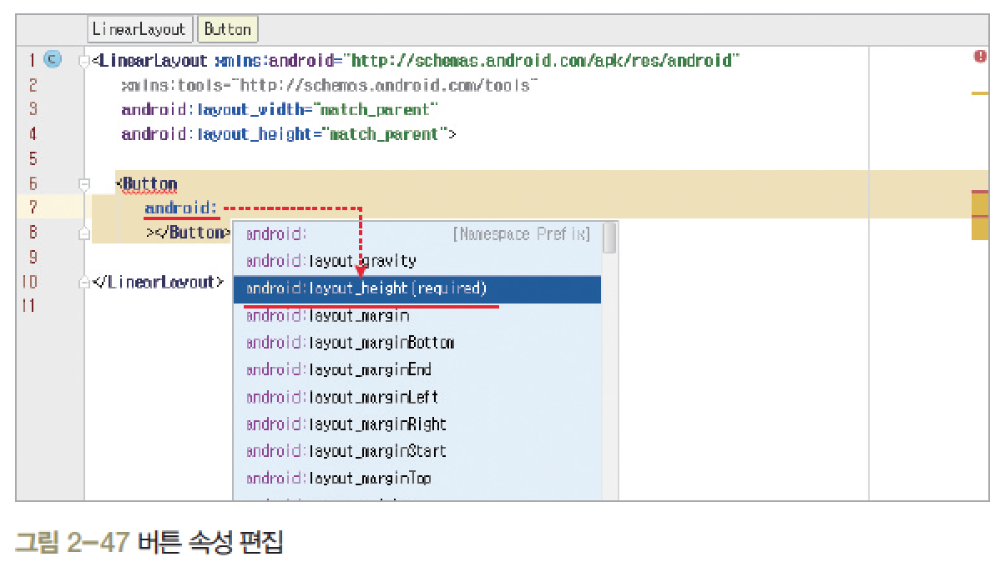 LinearLayout Button
1 C <LinearLayout xmlns:android="http://schemas.android.com/apk/res/android"
2 xmlns:tools="http://schemas.android.com/tools"
3 android:layout_width="match_parent"
4 android:layout_height="match_parent">
5
6 <Button
7 android:
8 ></Button>
android: [Namespace Prefix]
android:layout_gravity
9
10 </LinearLayout>
android:layout_height(required)
11
android:layout_margin
android:layout_marginBottom
android:layout_marginEnd
android:layout_marginLeft
android:layout_marginRight
android:layout_marginStart
android:layout_marginTop
그림 2-47 버튼 속성 편집